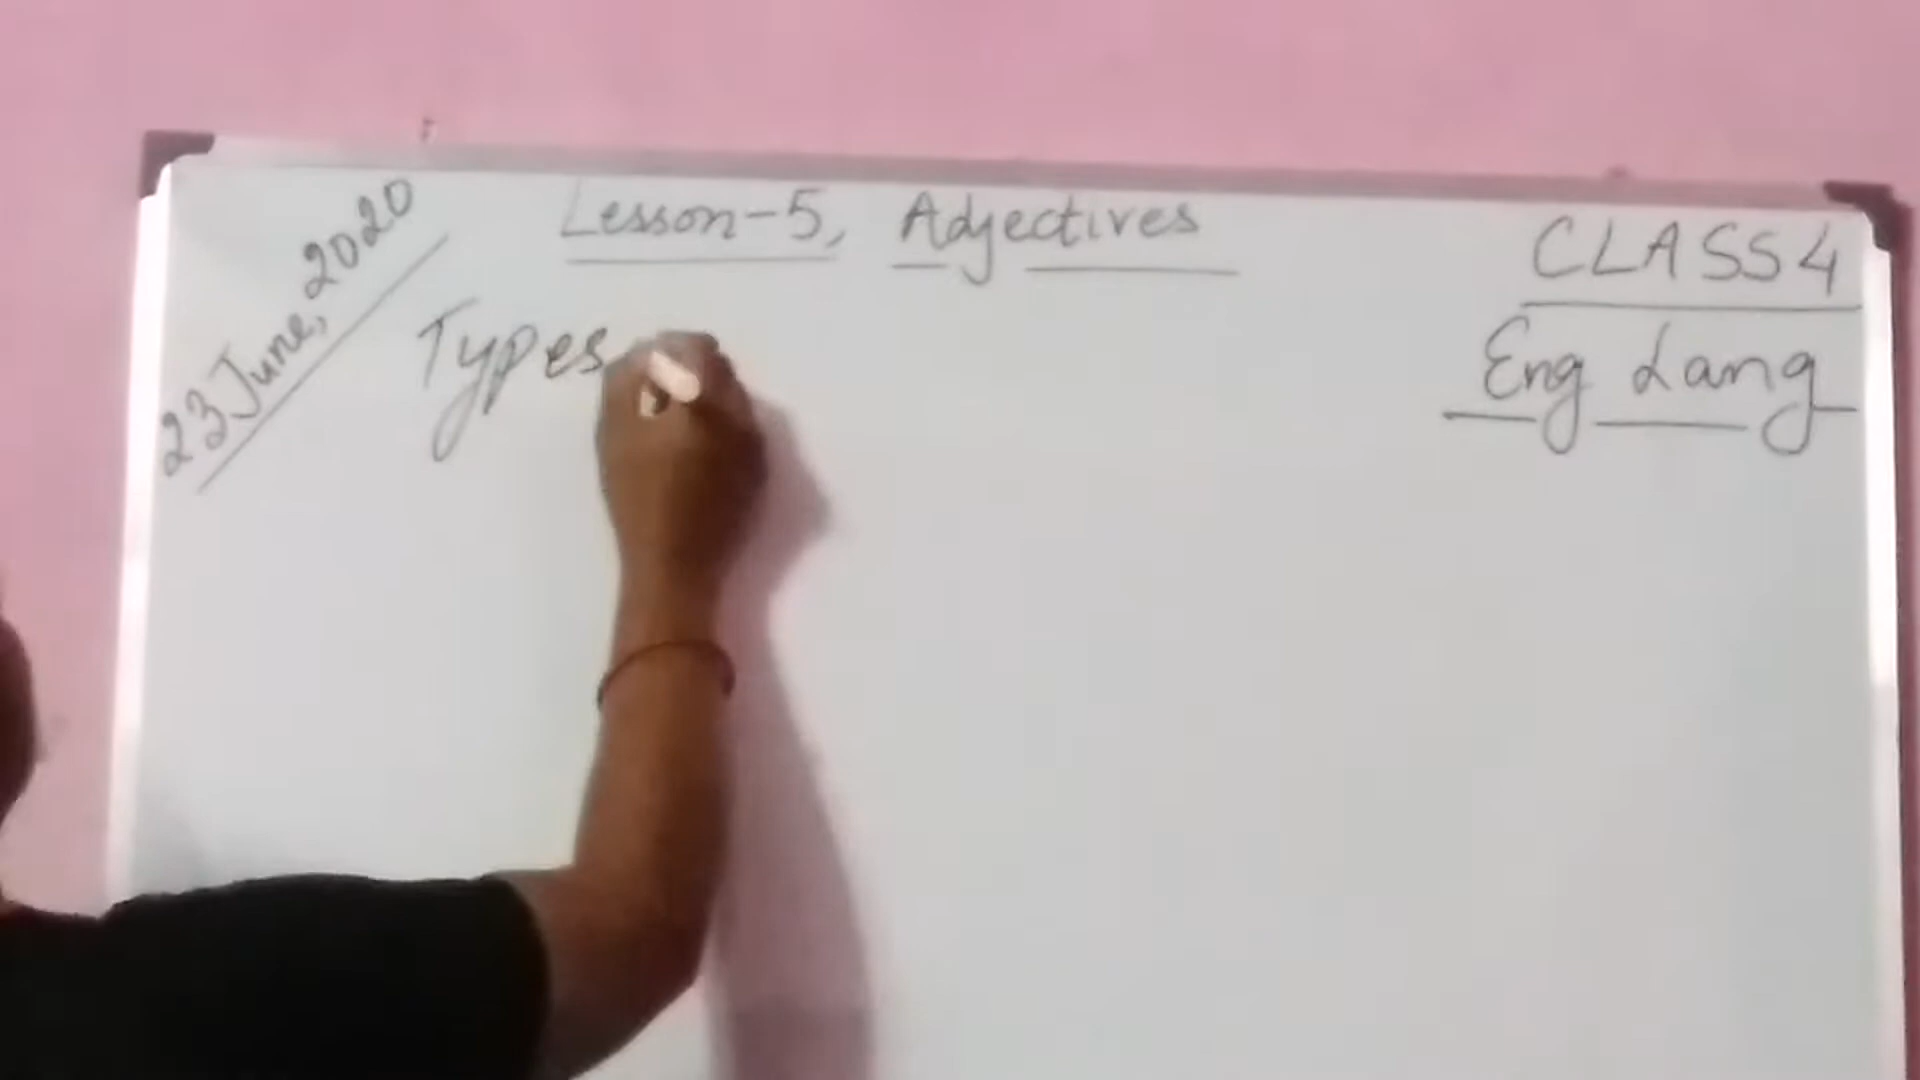 23 June, 2020
Lesson-5, Adjectives
CLASS 4
Eng Lang
Types